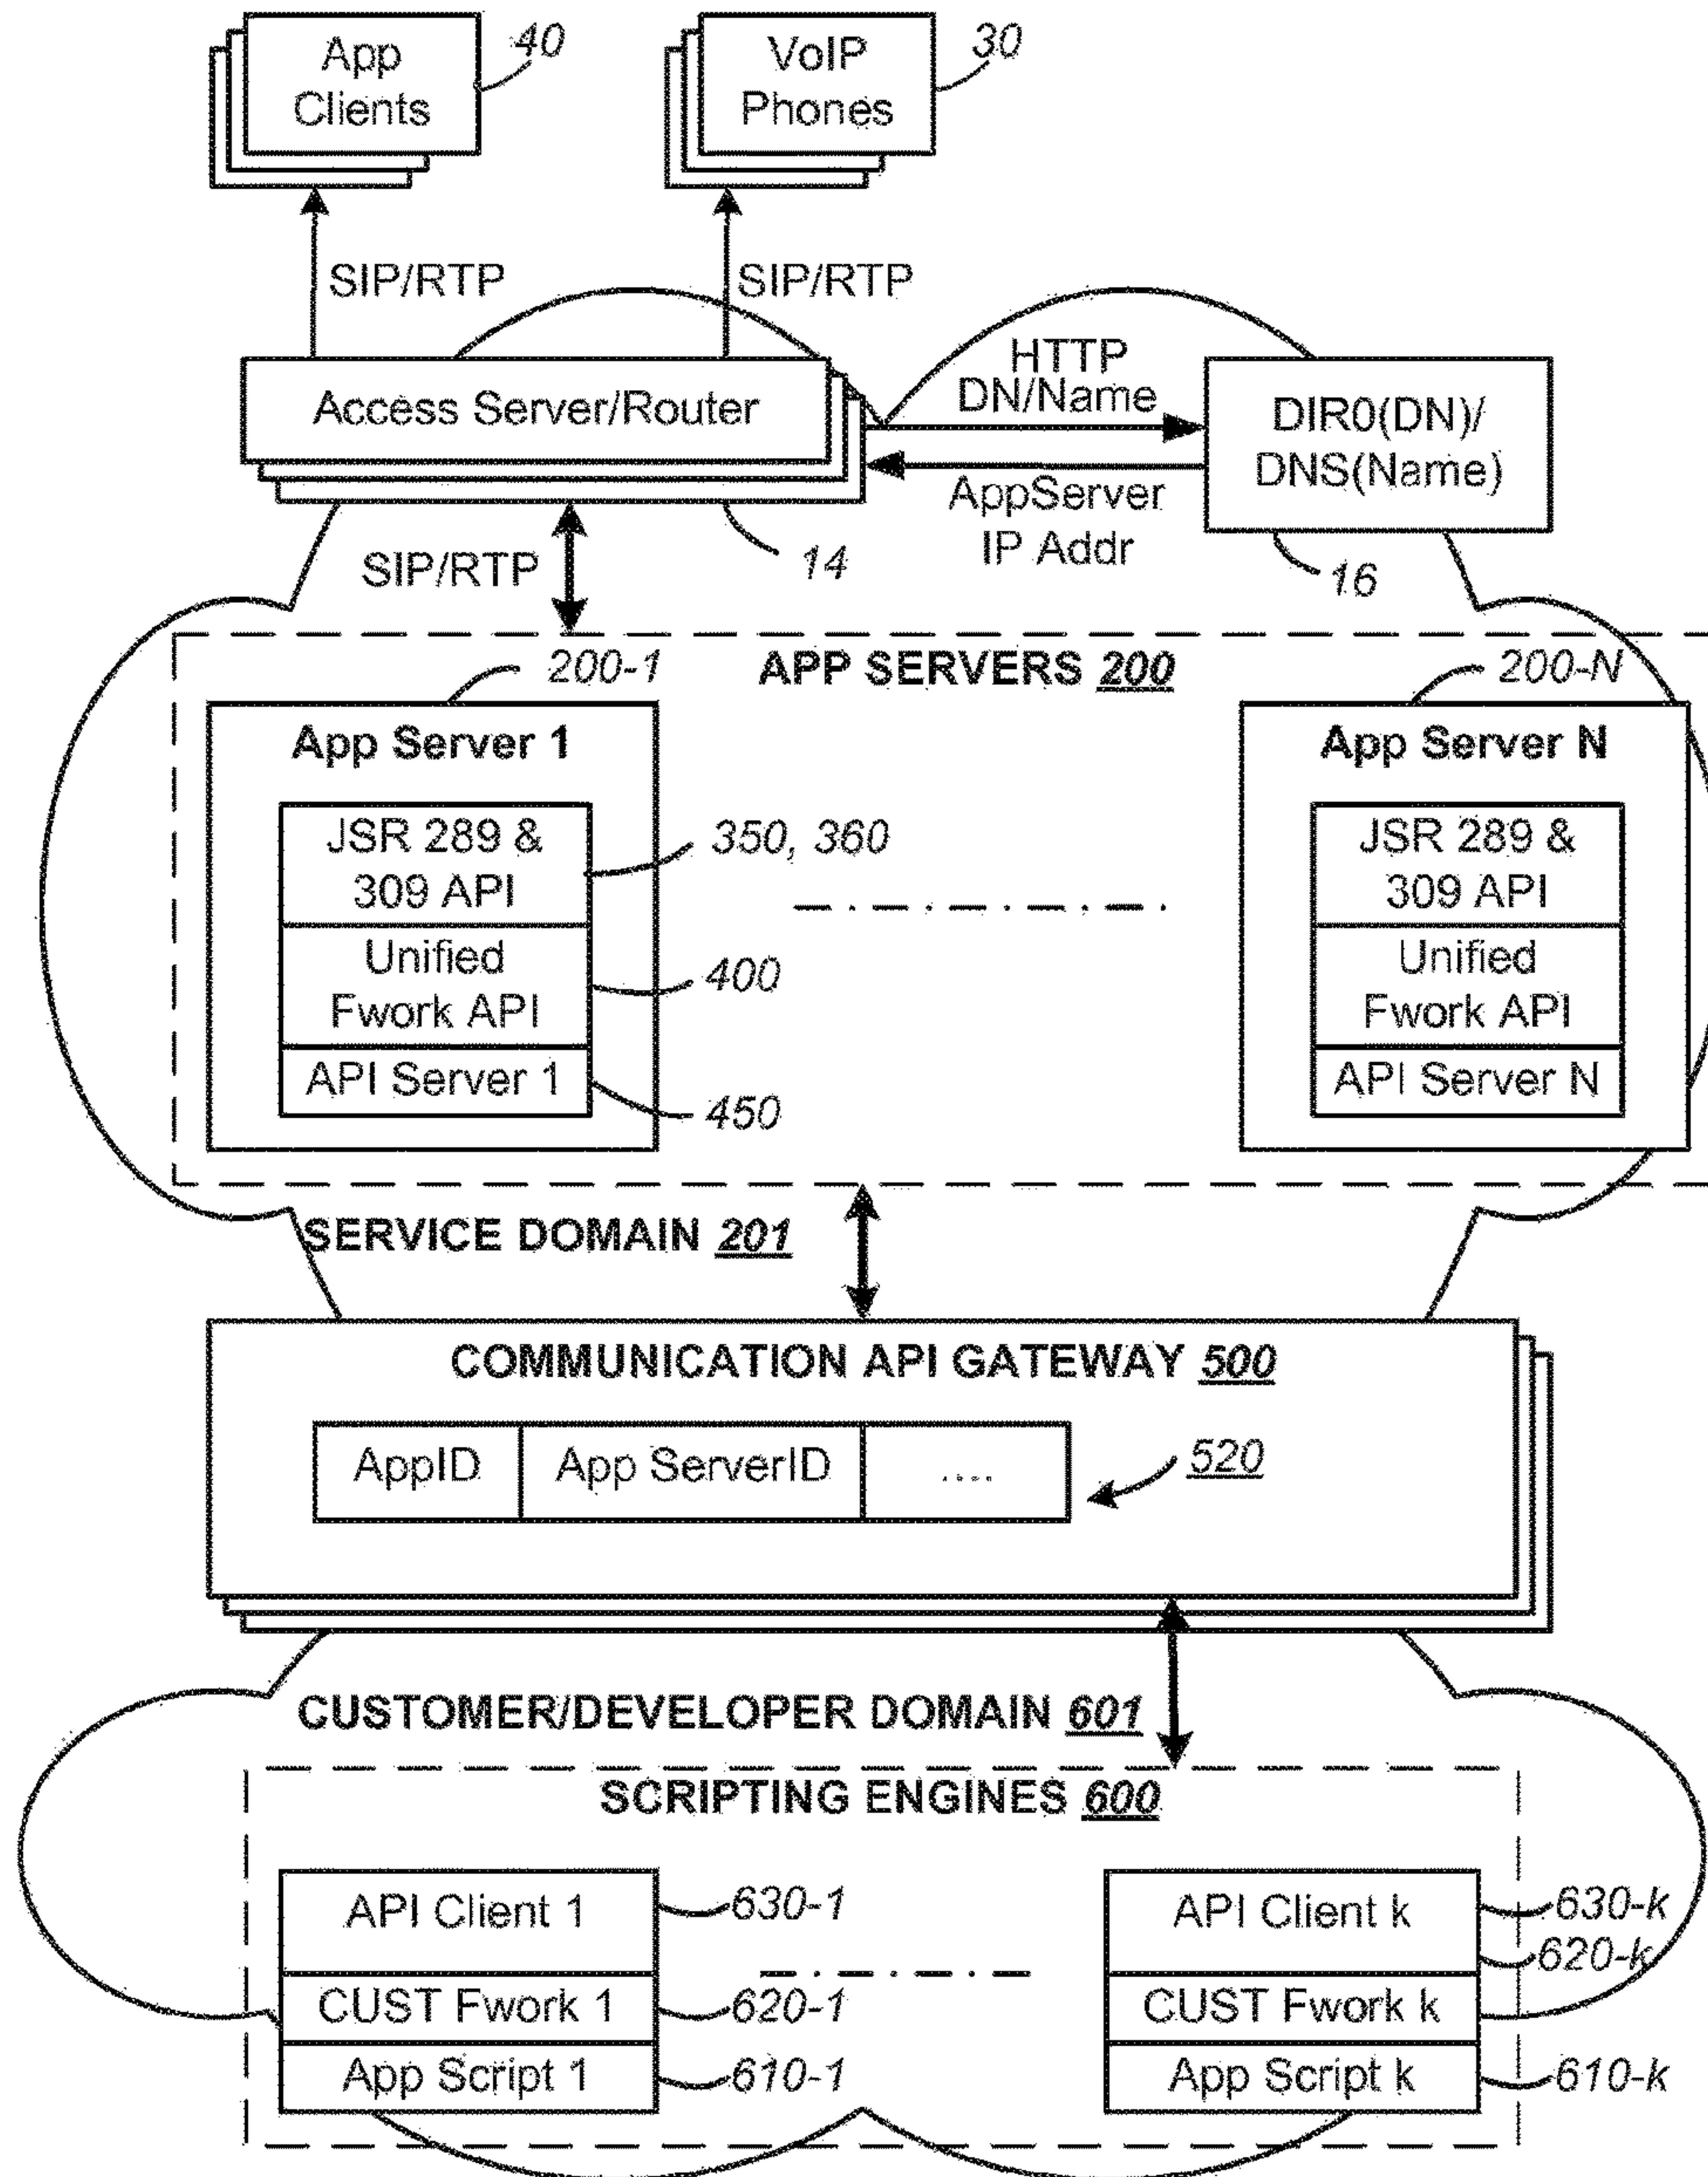 App
Clients
40
VoIP
Phones
30
SIP/RTP
SIP/RTP
Access Server/Router
HTTP
DN/Name
AppServer
IP Addr
DIR0(DN)/
DNS(Name)
14
16
SIP/RTP
APP SERVERS 200
200-1
App Server 1
JSR 289 &
309 API
Unified
Fwork API
API Server 1
350, 360
400
450
200-N
App Server N
JSR 289 &
309 API
Unified
Fwork API
API Server N
SERVICE DOMAIN 201
COMMUNICATION API GATEWAY 500
AppID
App ServerID
....
520
CUSTOMER/DEVELOPER DOMAIN 601
SCRIPTING ENGINES 600
API Client 1
CUST Fwork 1
App Script 1
630-1
620-1
610-1
API Client k
CUST Fwork k
App Script k
630-k
620-k
610-k